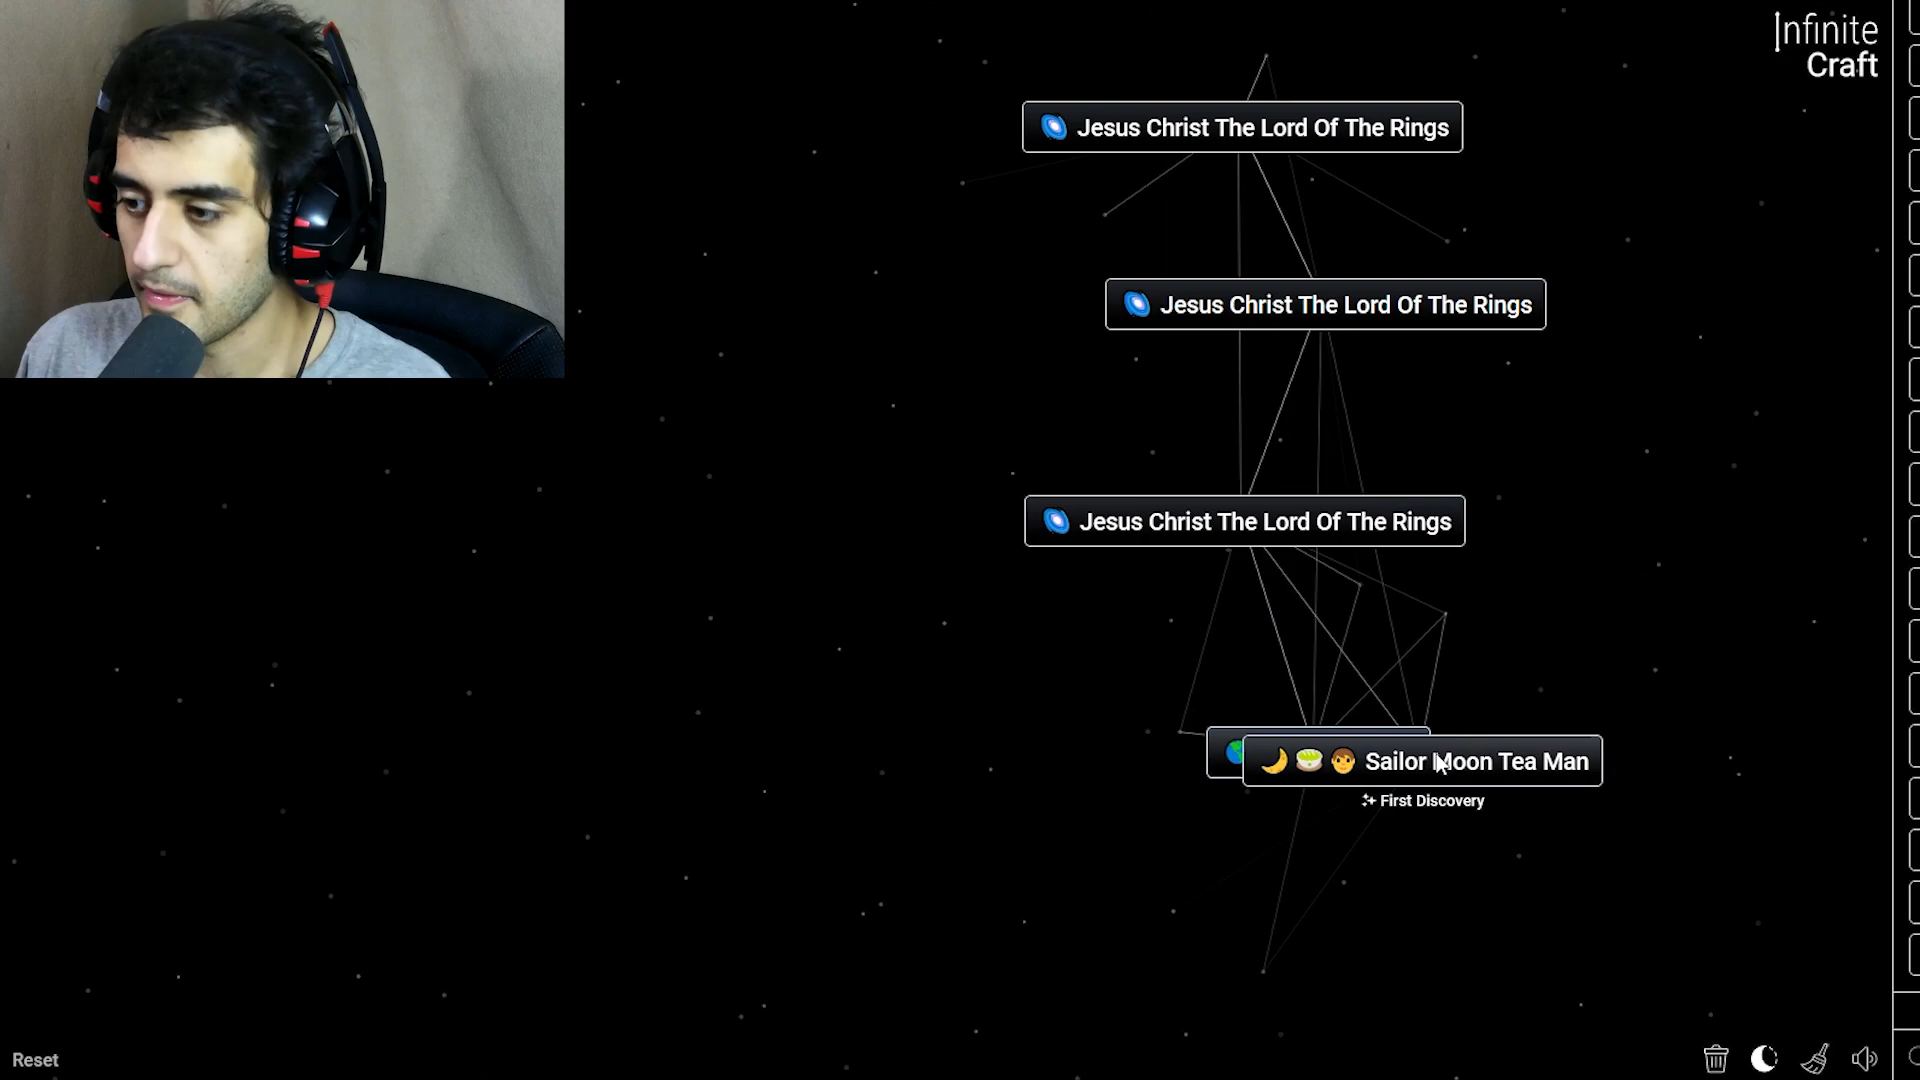 Infinite
Craft
Jesus Christ The Lord Of The Rings
Jesus Christ The Lord Of The Rings
Jesus Christ The Lord Of The Rings
Sailor Moon Tea Man
First Discovery
Reset